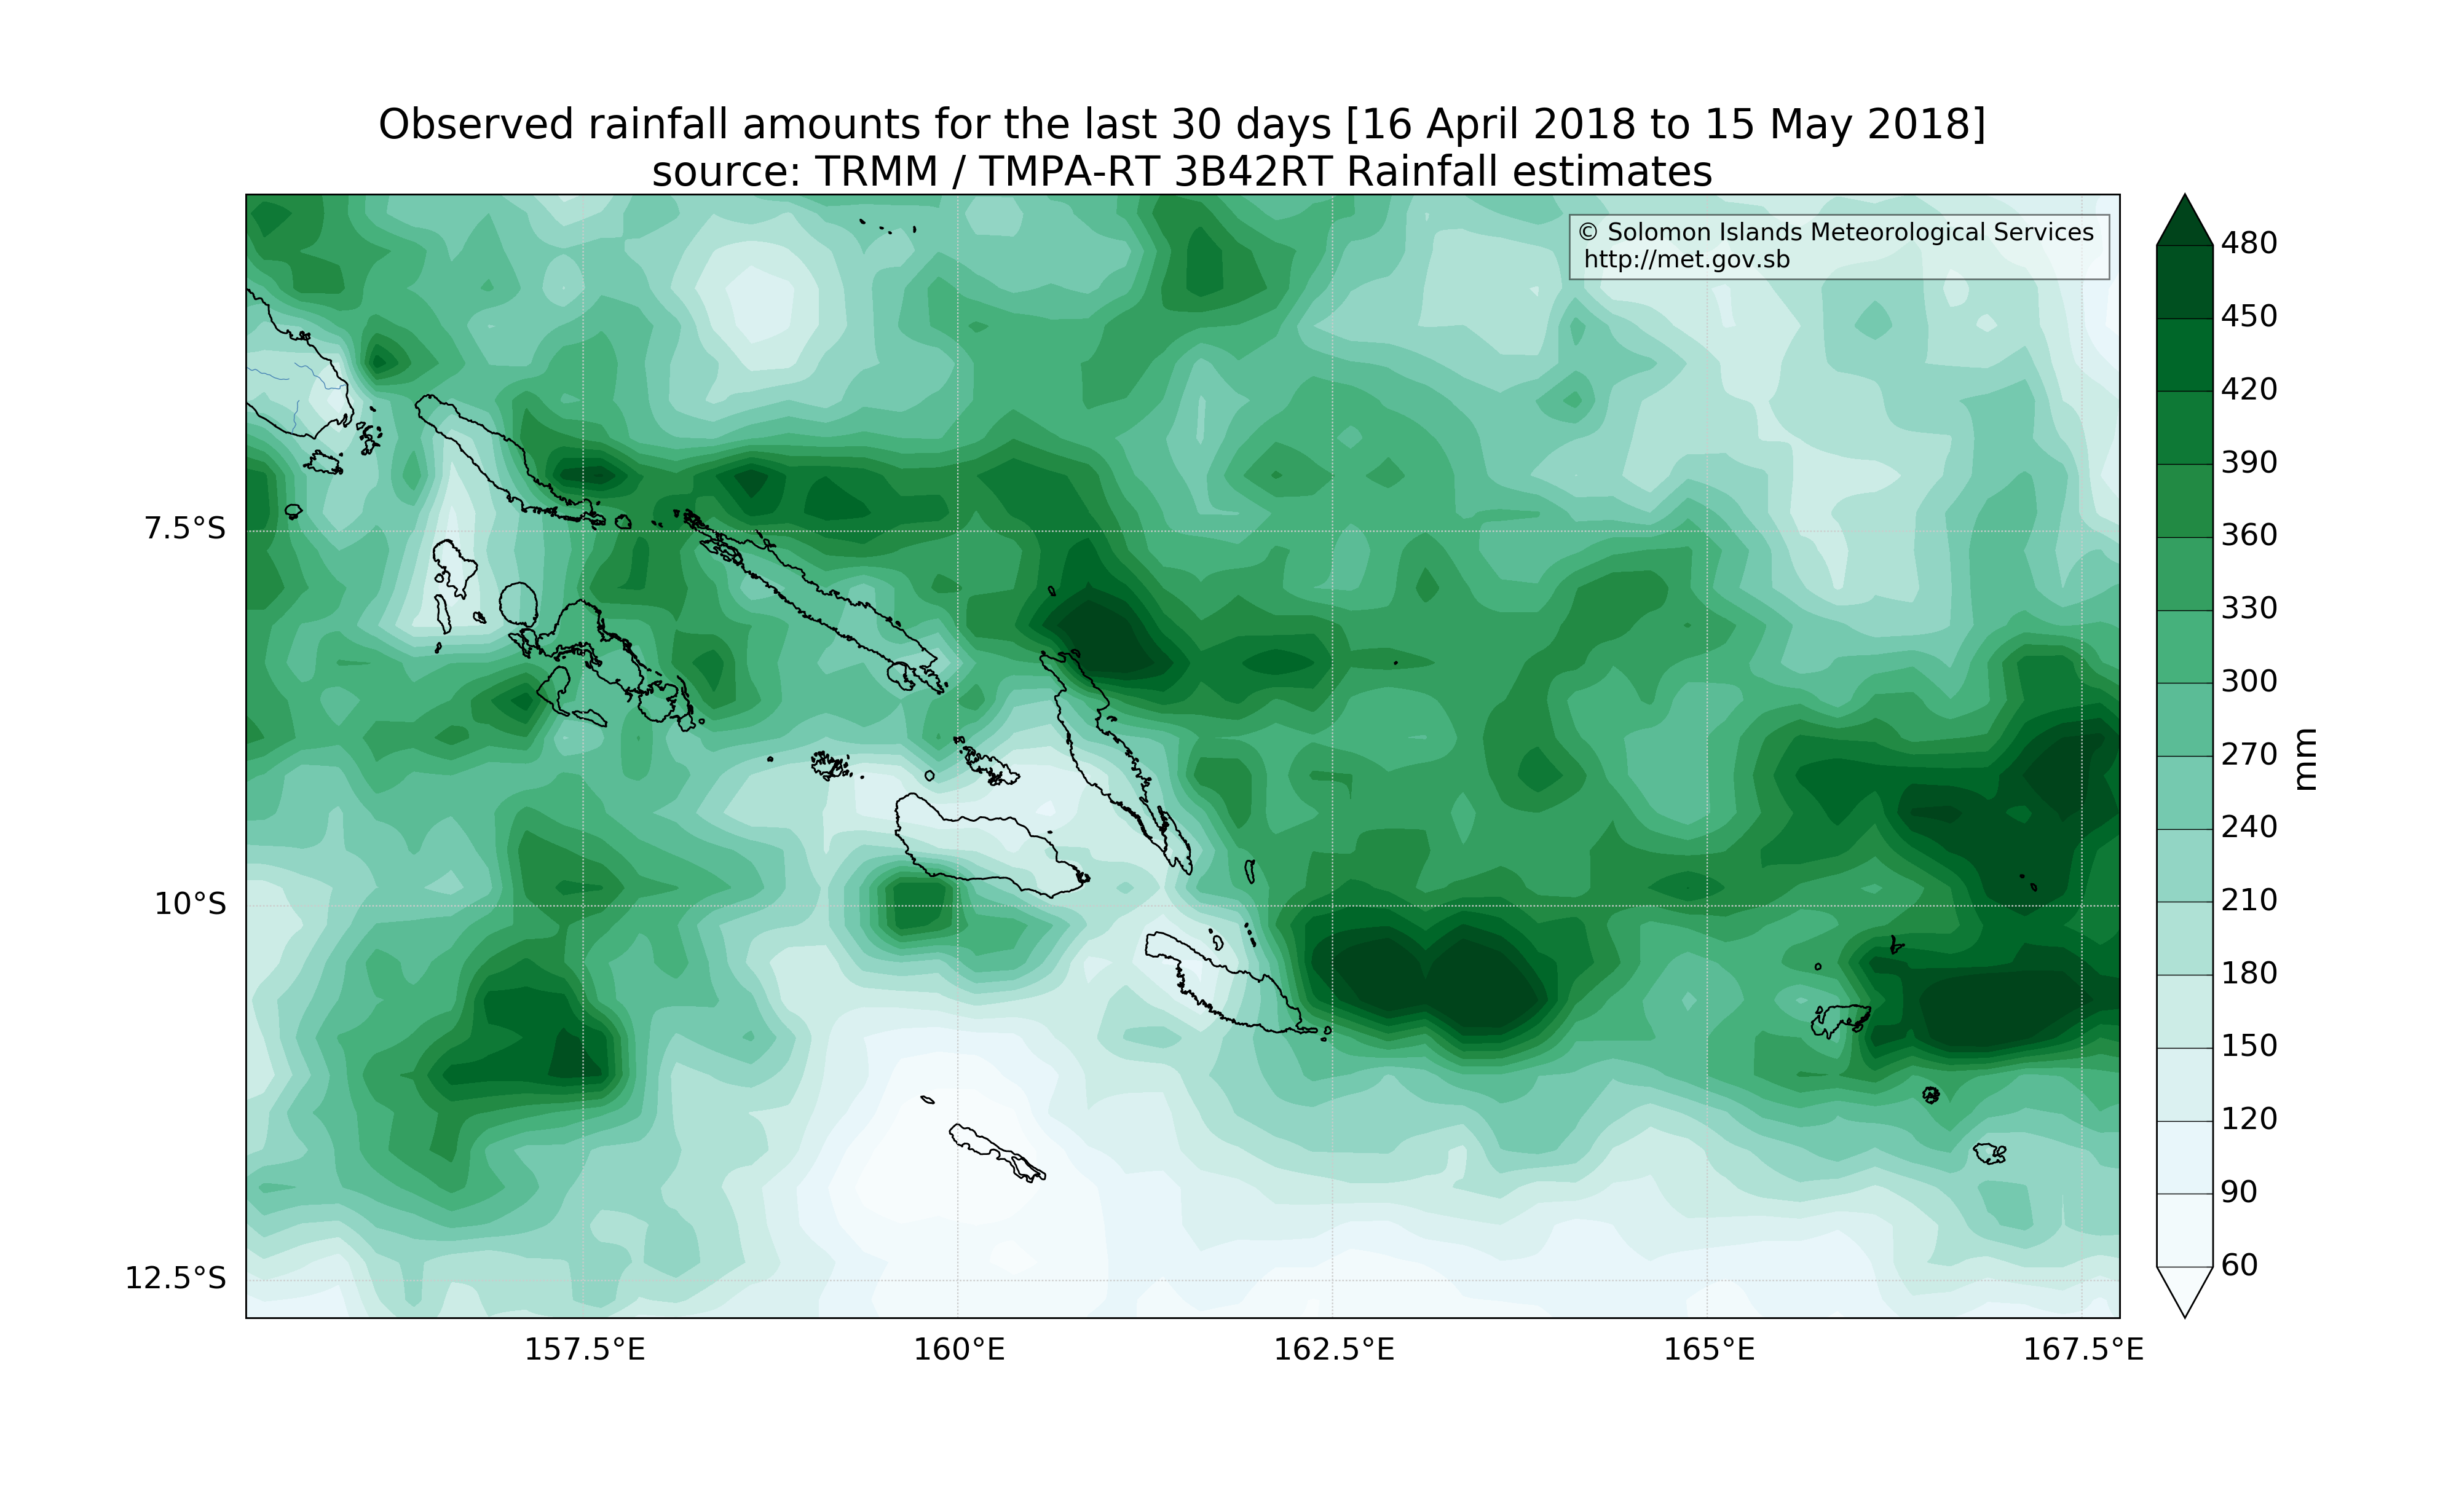 Observed rainfall amounts for the last 30 days [16 April 2018 to 15 May 2018]
source: TRMM / TMPA-RT 3B42RT Rainfall estimates
© Solomon Islands Meteorological Services
http://met.gov.sb
7.5°S
10°S
12.5°S
157.5°E
160°E
162.5°E
165°E
167.5°E
480
450
420
390
360
330
300
270
240
210
180
150
120
90
60
mm